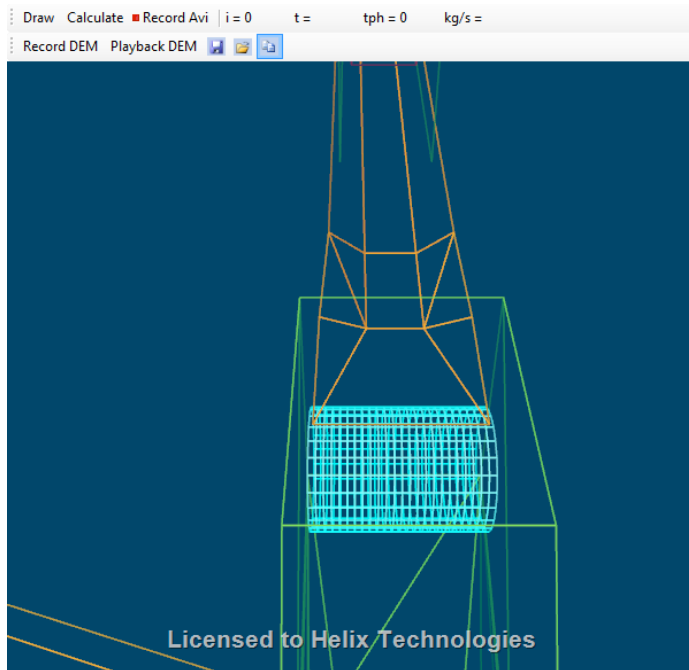 Draw Calculate Record Avi i = 0 t = tph = 0 kg/s =
Record DEM Playback DEM
Licensed to Helix Technologies